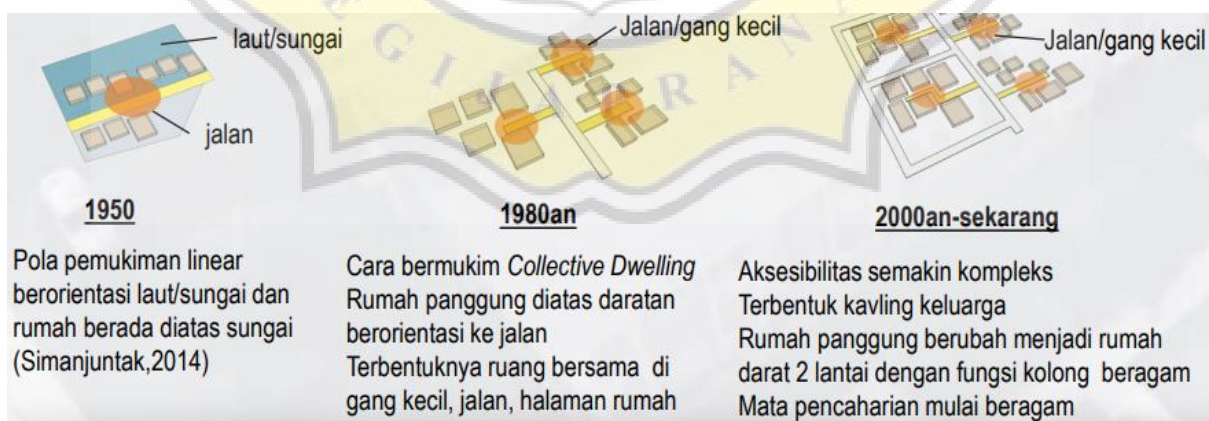 laut/sungai
jalan
Jalan/gang kecil
Jalan/gang kecil
GIJAPRANA
1950
Pola pemukiman linear
berorientasi laut/sungai dan
rumah berada diatas sungai
(Simanjuntak,2014)
1980an
Cara bermukim Collective Dwelling
Rumah panggung diatas daratan
berorientasi ke jalan
Terbentuknya ruang bersama di
gang kecil, jalan, halaman rumah
2000an-sekarang
Aksesibilitas semakin kompleks
Terbentuk kavling keluarga
Rumah panggung berubah menjadi rumah
darat 2 lantai dengan fungsi kolong beragam
Mata pencaharian mulai beragam